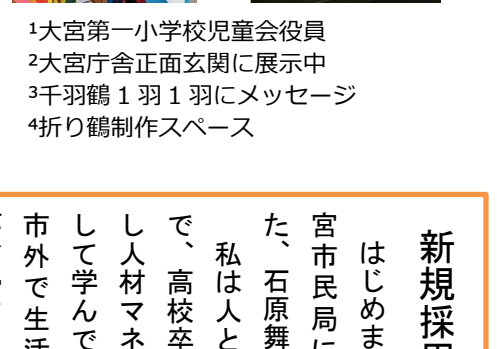 ¹大宮第一小学校児童会役員
²大宮庁舎正面玄関に展示中
³千羽鶴1羽1羽にメッセージ
⁴折り鶴制作スペース
新規採用
はじめま
宮市民局に
た、石原舞
私は人と
で、高校卒
し人材マネ
して学んで
市外で生活